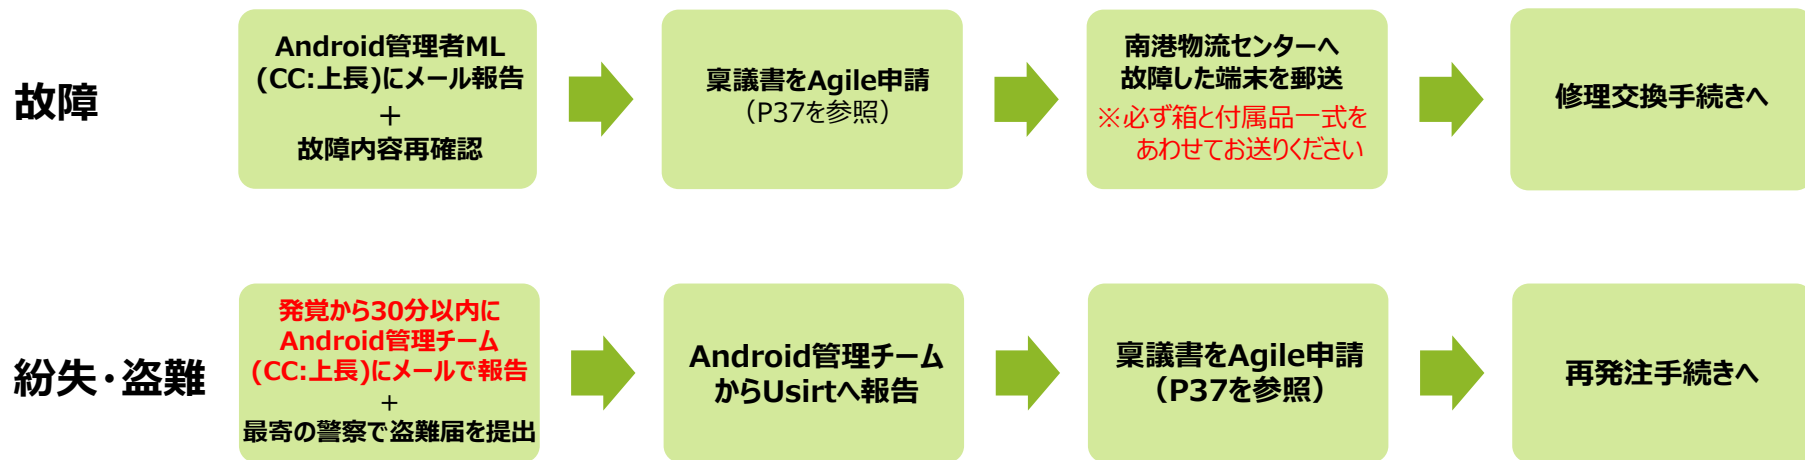 故障
Android管理者ML
(CC:上長)にメール報告
＋
故障内容再確認
稟議書をAgile申請
（P37を参照）
南港物流センターへ
故障した端末を郵送
※必ず箱と付属品一式を
あわせてお送りください
修理交換手続きへ
紛失・盗難
発覚から30分以内に
Android管理チーム
(CC:上長)にメールで報告
＋
最寄の警察で盗難届を提出
Android管理チーム
からUsirtへ報告
稟議書をAgile申請
（P37を参照）
再発注手続きへ